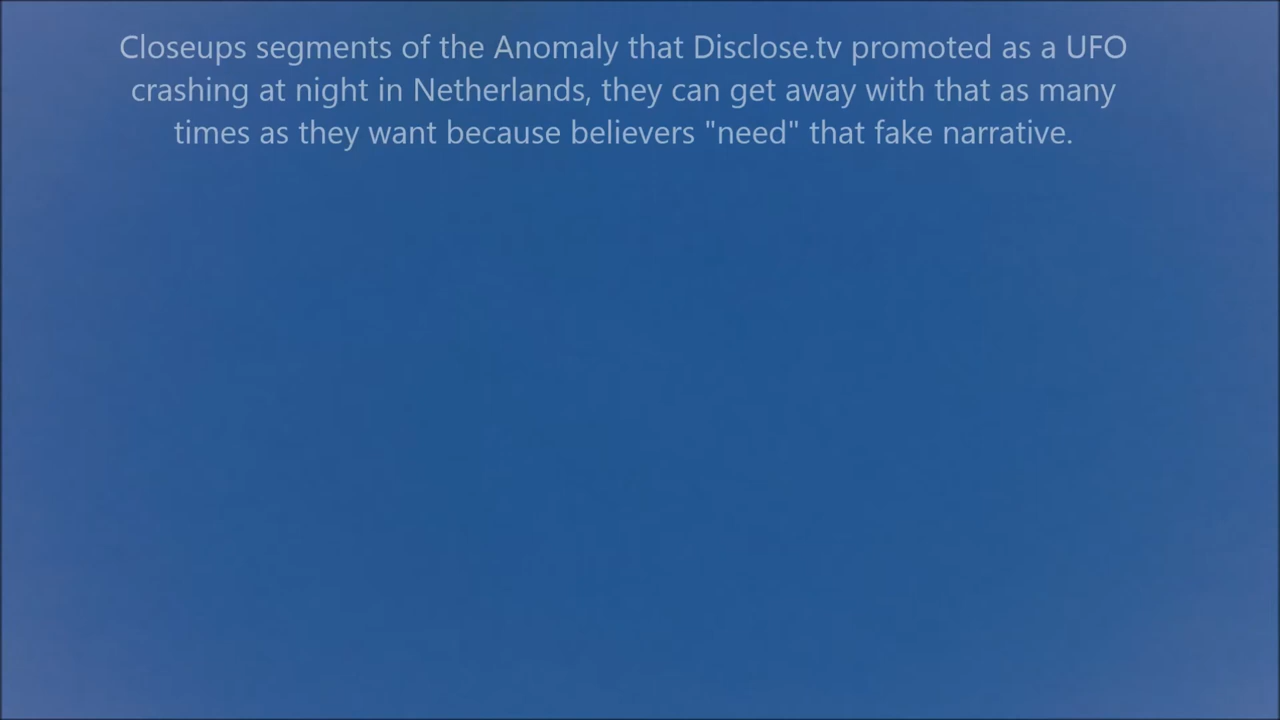 Closeups segments of the Anomaly that Disclose.tv promoted as a UFO
crashing at night in Netherlands, they can get away with that as many
times as they want because believers "need" that fake narrative.